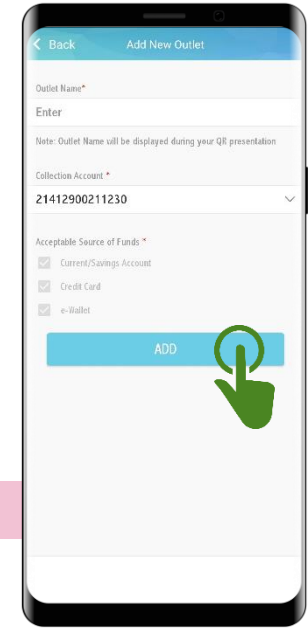 Back
Add New Outlet
Outlet Name*
Enter
Note: Outlet Name will be displayed during your QR presentation
Collection Account *
21412900211230
Acceptable Source of Funds *
Current/Savings Account
Credit Card
e-Wallet
ADD